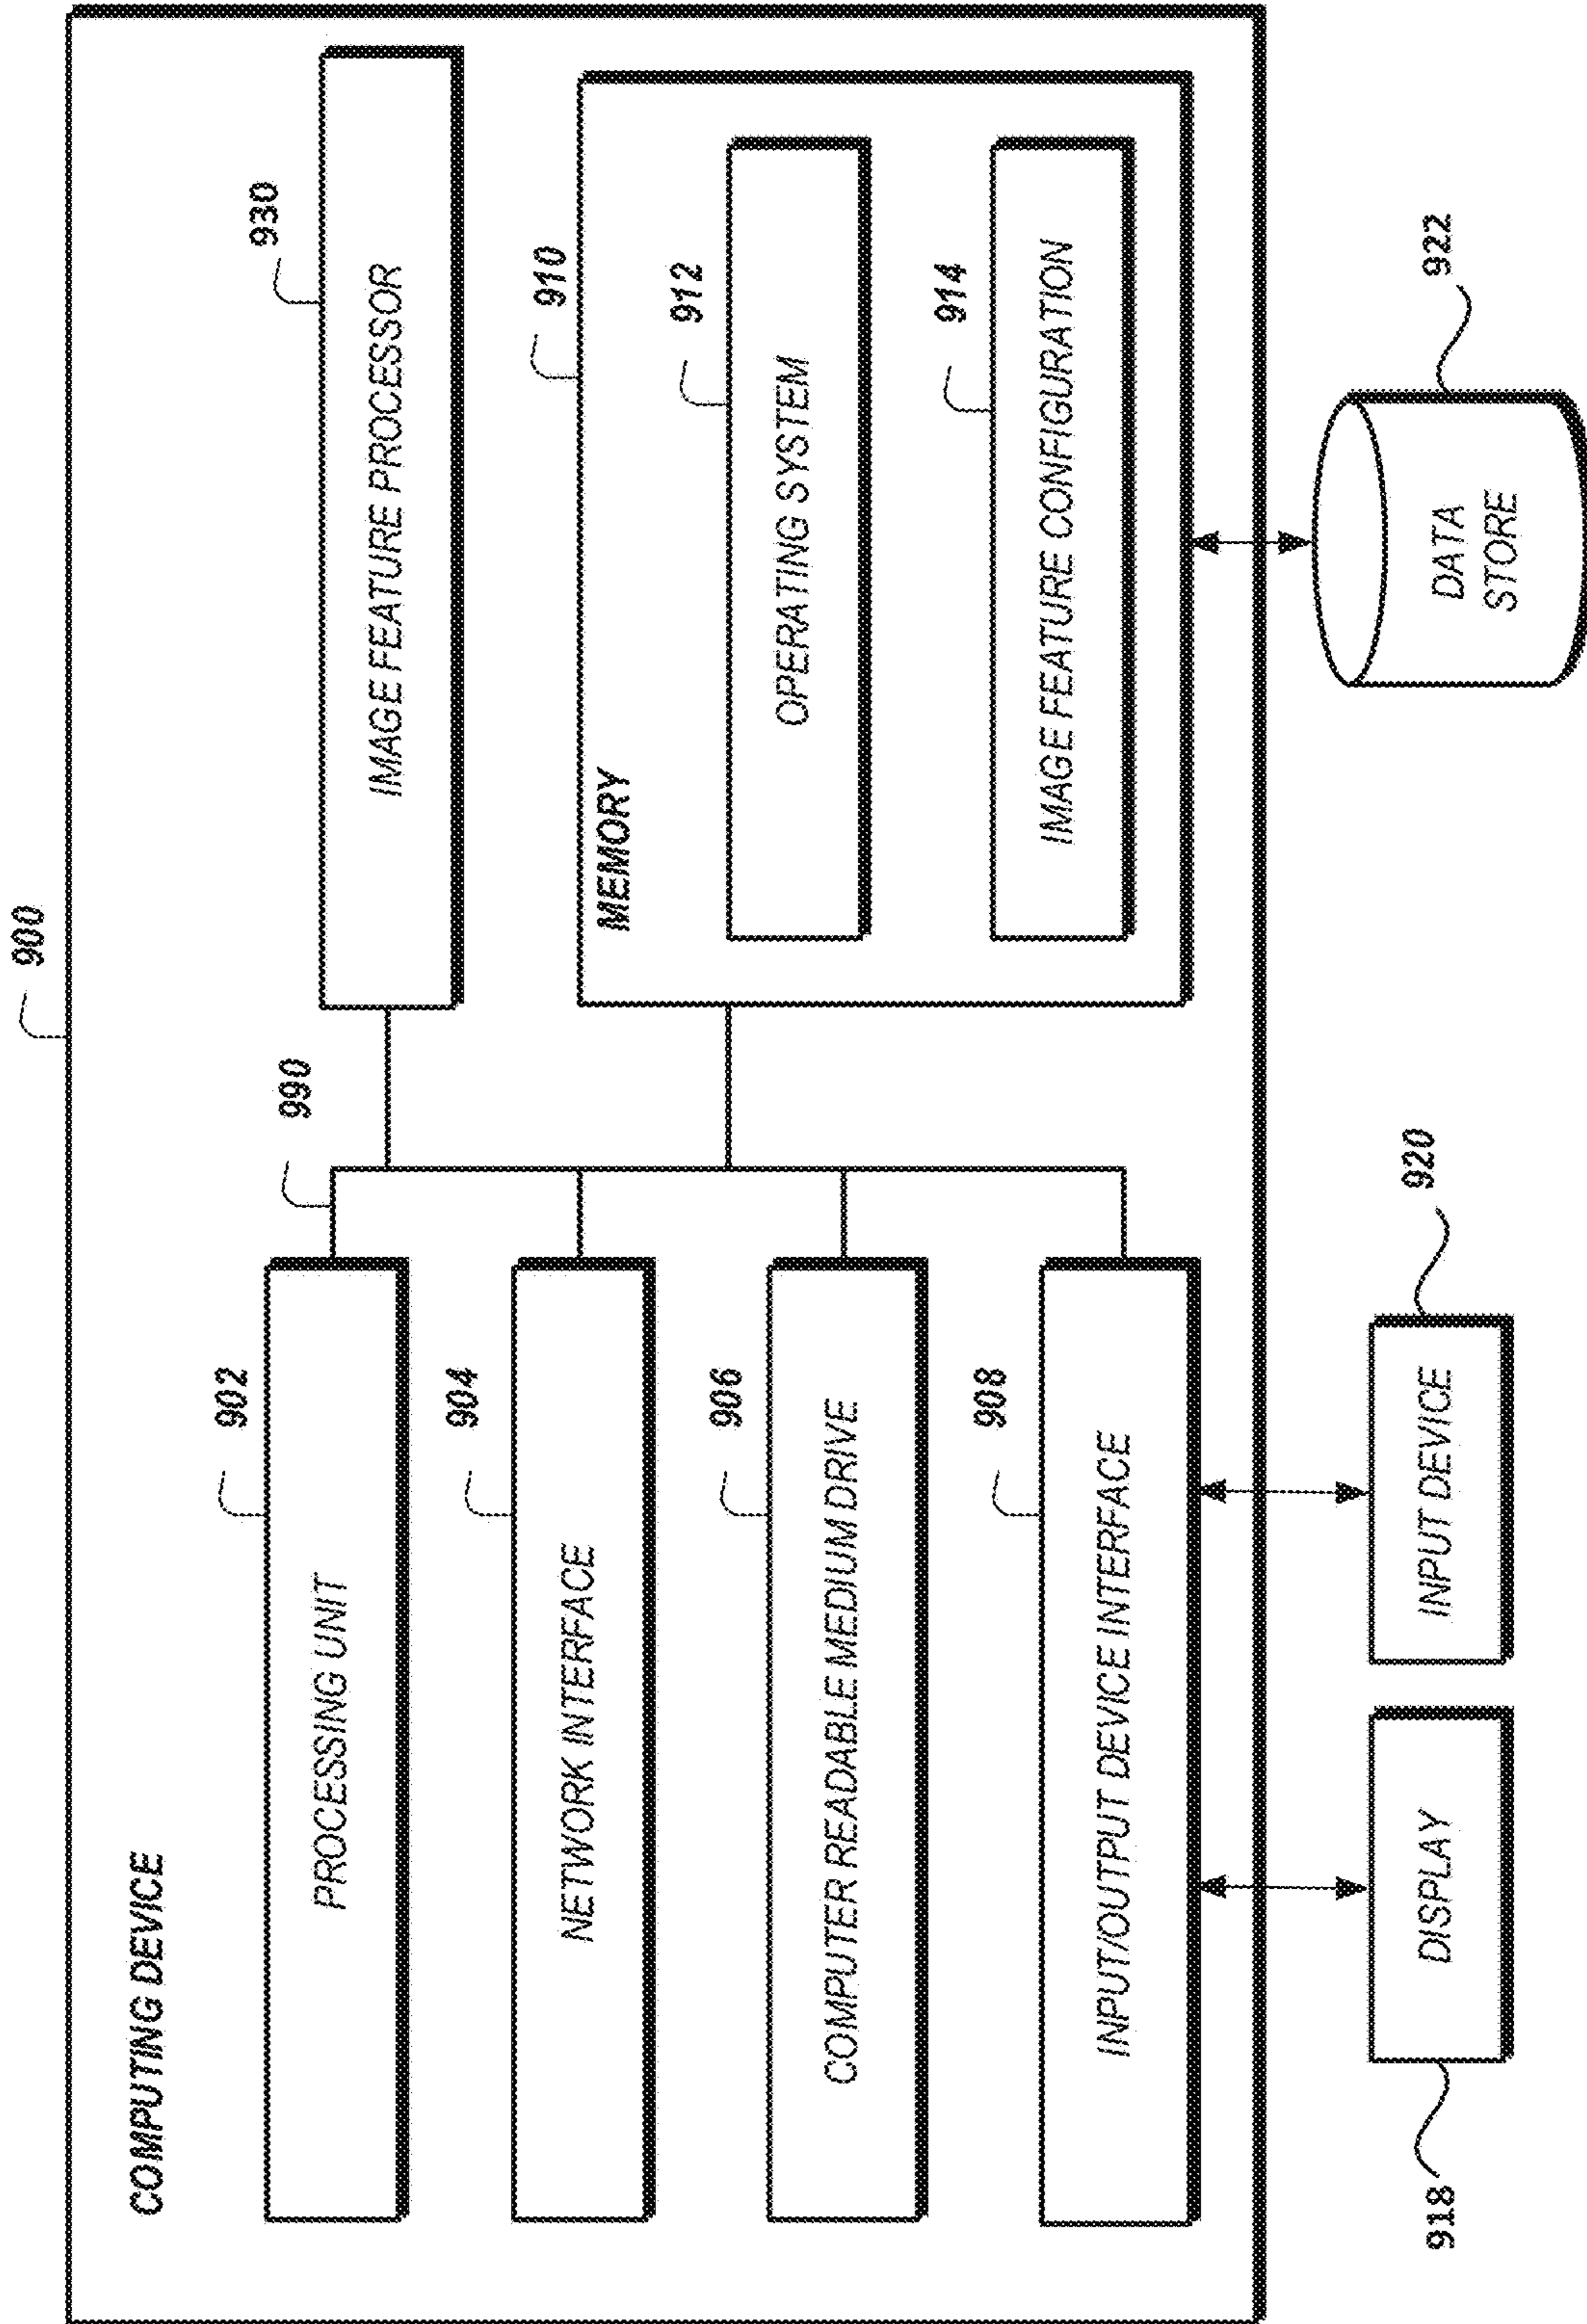 900
COMPUTING DEVICE
902
PROCESSING UNIT
904
NETWORK INTERFACE
906
COMPUTER READABLE MEDIUM DRIVE
908
INPUT/OUTPUT DEVICE INTERFACE
990
930
IMAGE FEATURE PROCESSOR
910
MEMORY
912
OPERATING SYSTEM
914
IMAGE FEATURE CONFIGURATION
918
DISPLAY
INPUT DEVICE
920
DATA
STORE
922